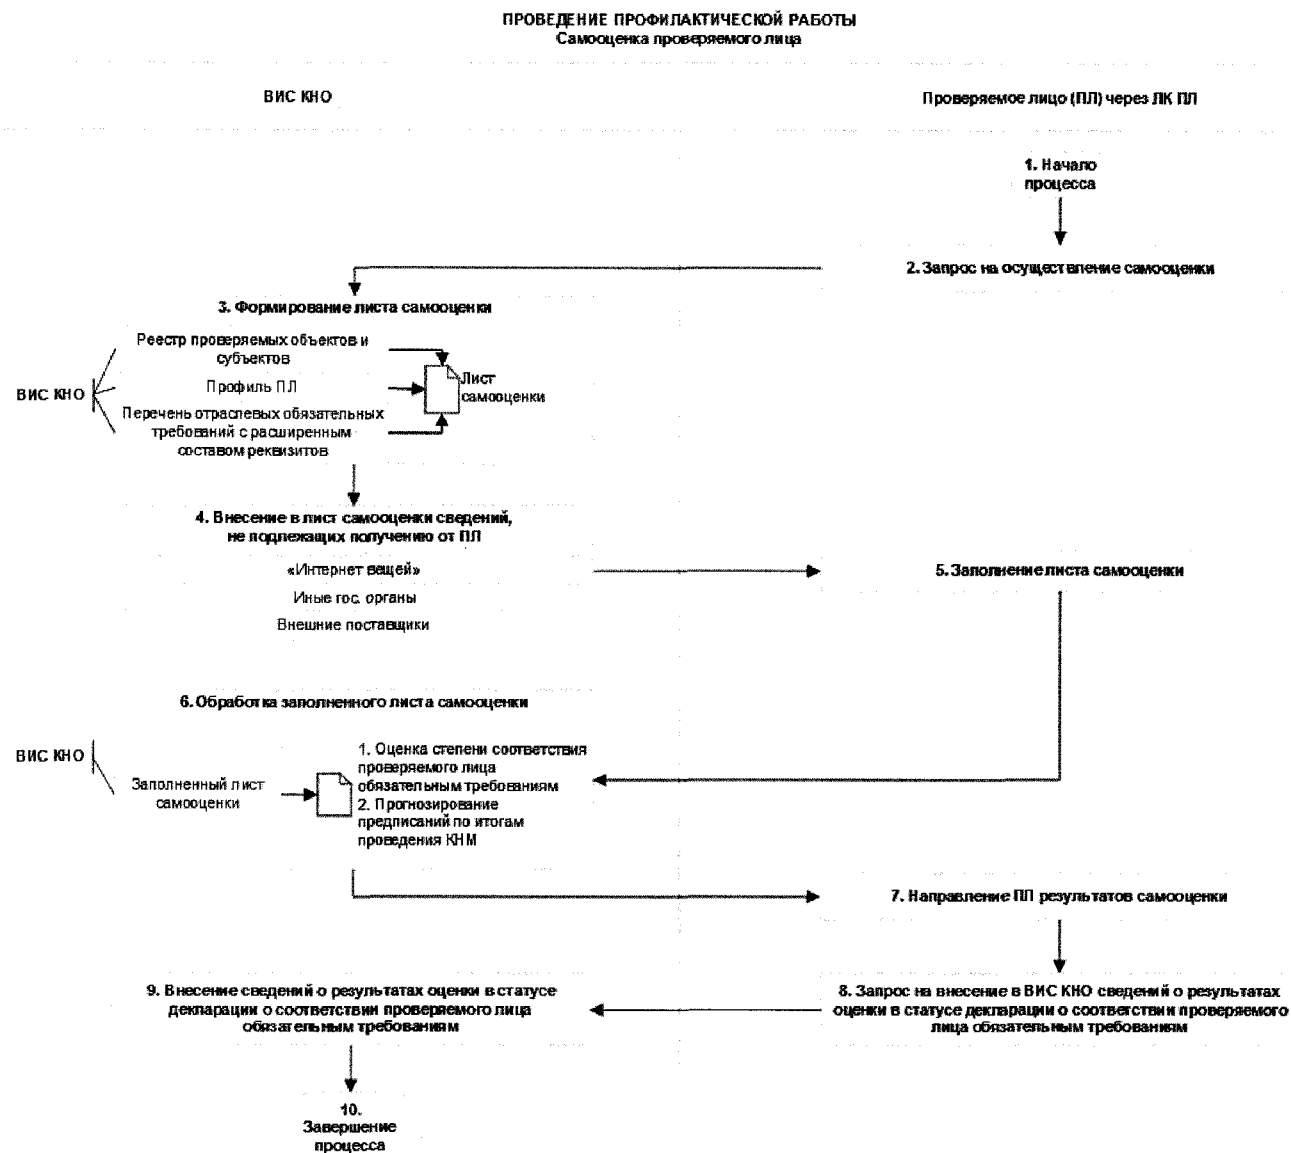 ПРОВЕДЕНИЕ ПРОФИЛАКТИЧЕСКОЙ РАБОТЫ
Самооценка проверяемого лица
ВИС КНО
Проверяемое лицо (ПЛ) через ЛК ПЛ
1. Начало
процесса
2. Запрос на осуществление самооценки
3. Формирование листа самооценки
Реестр проверяемых объектов и
субъектов
Профиль ПЛ
ВИС КНО
Перечень отраслевых обязательных
требований с расширенным
составом реквизитов
Лист
самооценки
4. Внесение в лист самооценки сведений,
не подлежащих получению от ПЛ
«Интернет вещей»
Иные гос. органы
Внешние поставщики
5. Заполнение листа самооценки
6. Обработка заполненного листа самооценки
ВИС КНО
Заполненный лист
самооценки
1. Оценка степени соответствия
проверяемого лица
обязательным требованиям
2. Прогнозирование
предписаний по итогам
проведения КНМ
7. Направление ПЛ результатов самооценки
8. Запрос на внесение в ВИС КНО сведений о результатах
оценки в статусе декларации о соответствии проверяемого
лица обязательным требованиям
9. Внесение сведений о результатах оценки в статусе
декларации о соответствии проверяемого лица
обязательным требованиям
10.
Завершение
процесса